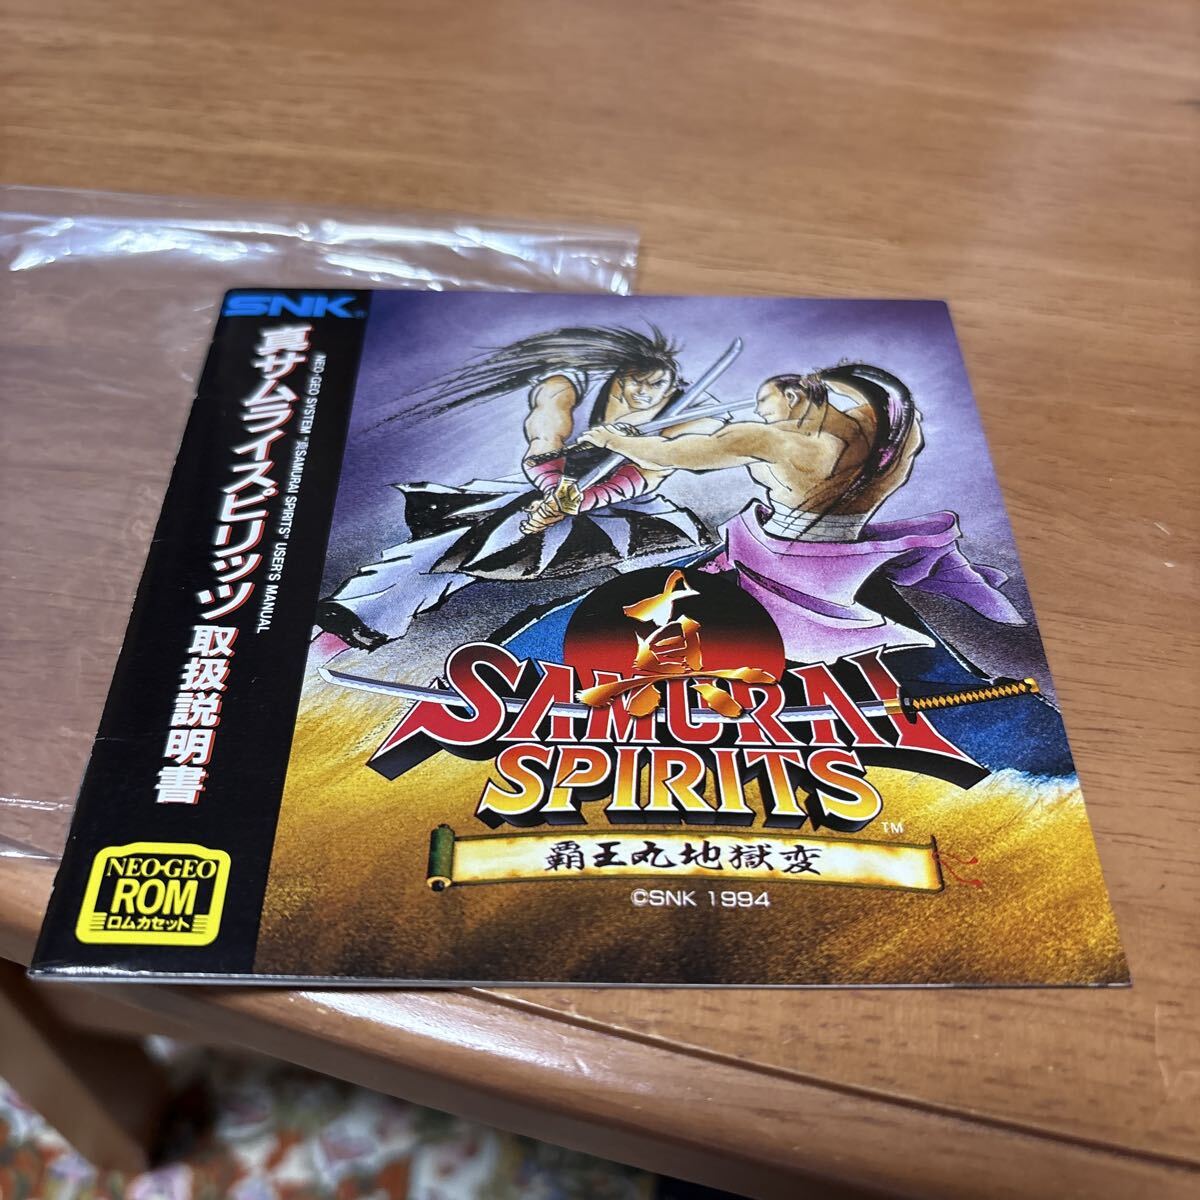 SNK®
真サムライスピリッツ 取扱説明書
NEO・GEO SYSTEM "真SAMURAI SPIRITS" USER'S MANUAL
NEO・GEO
ROM
ロムカセット
真
SAMURAI
SPIRITS
TM
覇王丸地獄変
©SNK 1994